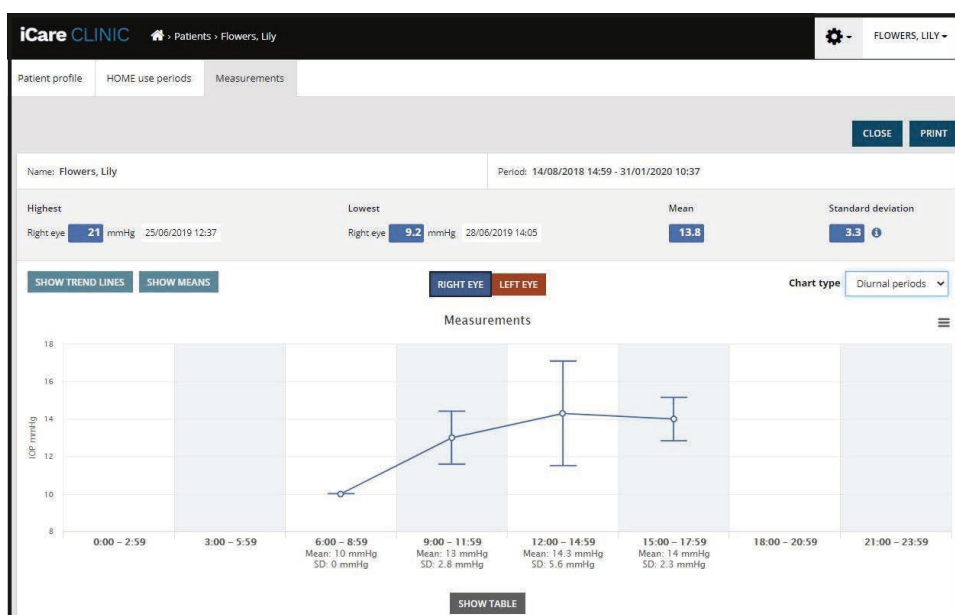 iCare CLINIC › Patients › Flowers, Lily FLOWERS, LILY
Patient profile HOME use periods Measurements
CLOSE PRINT
Name: Flowers, Lily Period: 14/08/2018 14:59 - 31/01/2020 10:37
Highest Lowest Mean Standard deviation
Right eye 21 mmHg 25/06/2019 12:37 Right eye 9.2 mmHg 28/06/2019 14:05 13.8 3.3 i
SHOW TREND LINES SHOW MEANS RIGHT EYE LEFT EYE Chart type Diurnal periods
Measurements
IOP mmHg
18
16
14
12
10
8
0:00 – 2:59 3:00 – 5:59 6:00 – 8:59 9:00 – 11:59 12:00 – 14:59 15:00 – 17:59 18:00 – 20:59 21:00 – 23:59
Mean: 10 mmHg Mean: 13 mmHg Mean: 14.3 mmHg Mean: 14 mmHg
SD: 0 mmHg SD: 2.8 mmHg SD: 5.6 mmHg SD: 2.3 mmHg
SHOW TABLE